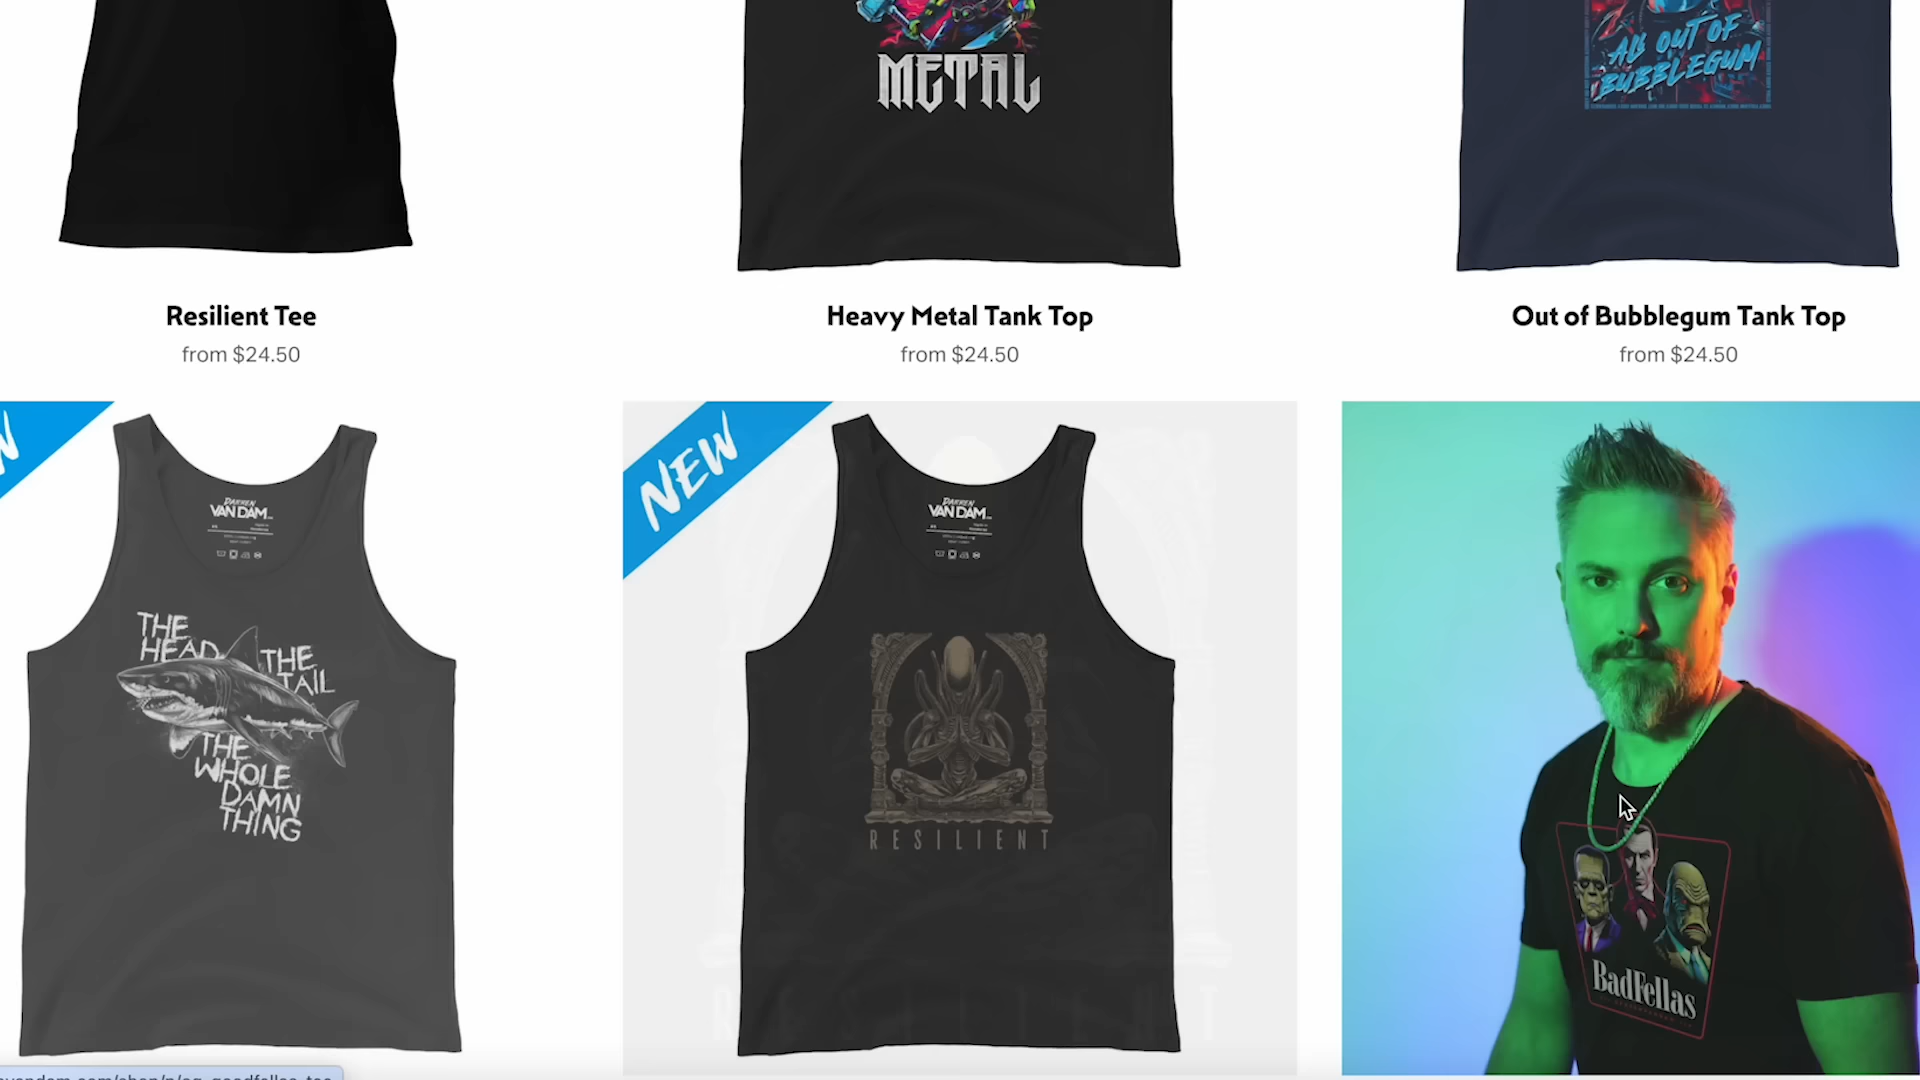 METAL
ALL OUT OF
BUBBLEGUM
Resilient Tee
from $24.50
Heavy Metal Tank Top
from $24.50
Out of Bubblegum Tank Top
from $24.50
NEW
DARREN
VAN DAM
DARREN
VAN DAM
THE
HEAD
THE
TAIL
THE
WHOLE
DAMN
THING
RESILIENT
BadFellas